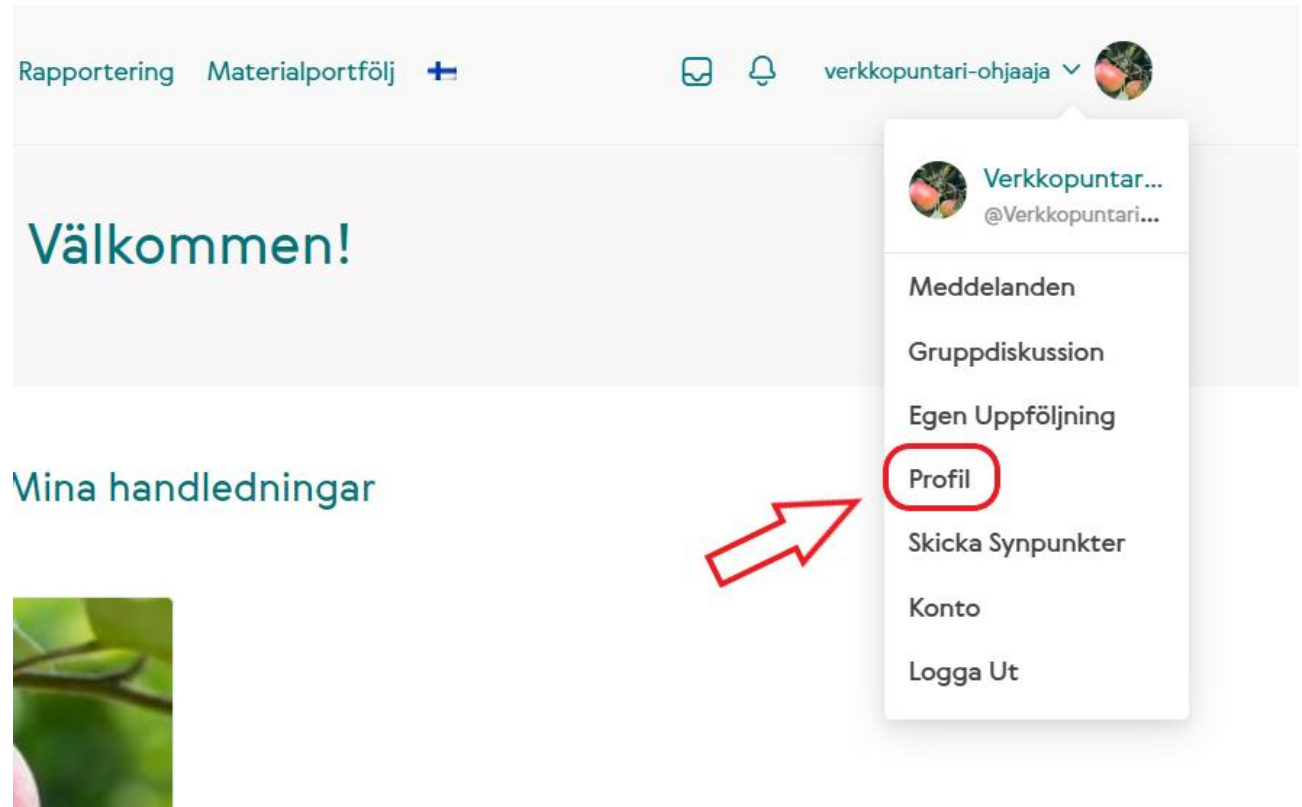 Rapportering Materialportfölj verkkopuntari-ohjaaja
Verkkopuntar...
@Verkkopuntari...
Välkommen!
Meddelanden
Gruppdiskussion
Egen Uppföljning
Mina handledningar
Profil
Skicka Synpunkter
Konto
Logga Ut